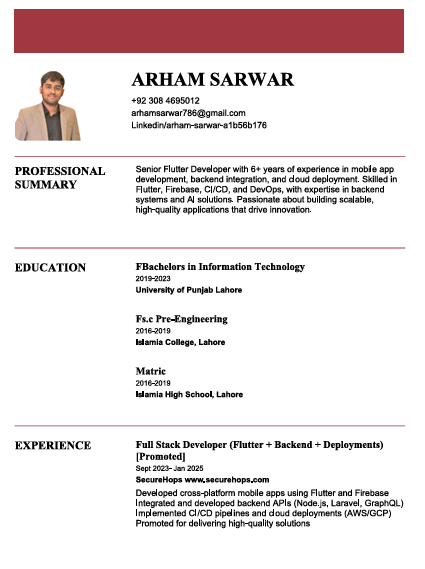 ARHAM SARWAR
+92 308 4695012
arhamsarwar786@gmail.com
Linkedin/arham-sarwar-a1b56b176
PROFESSIONAL
SUMMARY
Senior Flutter Developer with 6+ years of experience in mobile app
development, backend integration, and cloud deployment. Skilled in
Flutter, Firebase, CI/CD, and DevOps, with expertise in backend
systems and AI solutions. Passionate about building scalable,
high-quality applications that drive innovation.
EDUCATION
FBachelors in Information Technology
2019-2023
University of Punjab Lahore
Fs.c Pre-Engineering
2016-2019
Islamia College, Lahore
Matric
2016-2019
Islamia High School, Lahore
EXPERIENCE
Full Stack Developer (Flutter + Backend + Deployments)
[Promoted]
Sept 2023- Jan 2025
SecureHops www.securehops.com
Developed cross-platform mobile apps using Flutter and Firebase
Integrated and developed backend APIs (Node.js, Laravel, GraphQL)
Implemented CI/CD pipelines and cloud deployments (AWS/GCP)
Promoted for delivering high-quality solutions